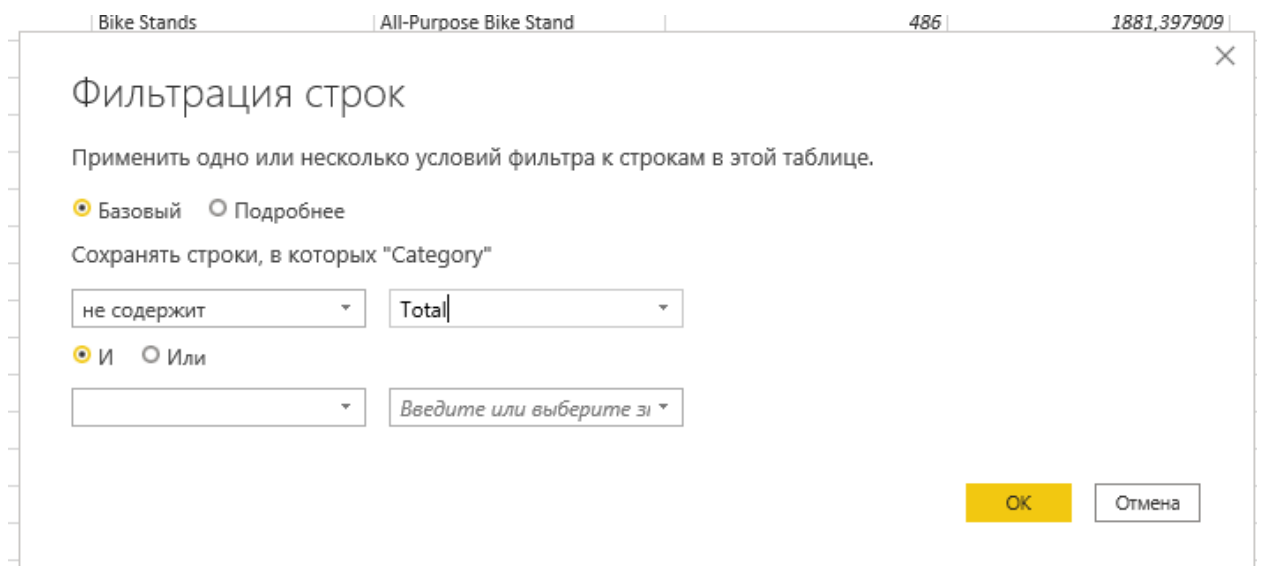 Bike Stands All-Purpose Bike Stand 486 1881,397909
Фильтрация строк
Применить одно или несколько условий фильтра к строкам в этой таблице.
Базовый Подробнее
Сохранять строки, в которых "Category"
не содержит Total
И Или
Введите или выберите зн
ОК Отмена